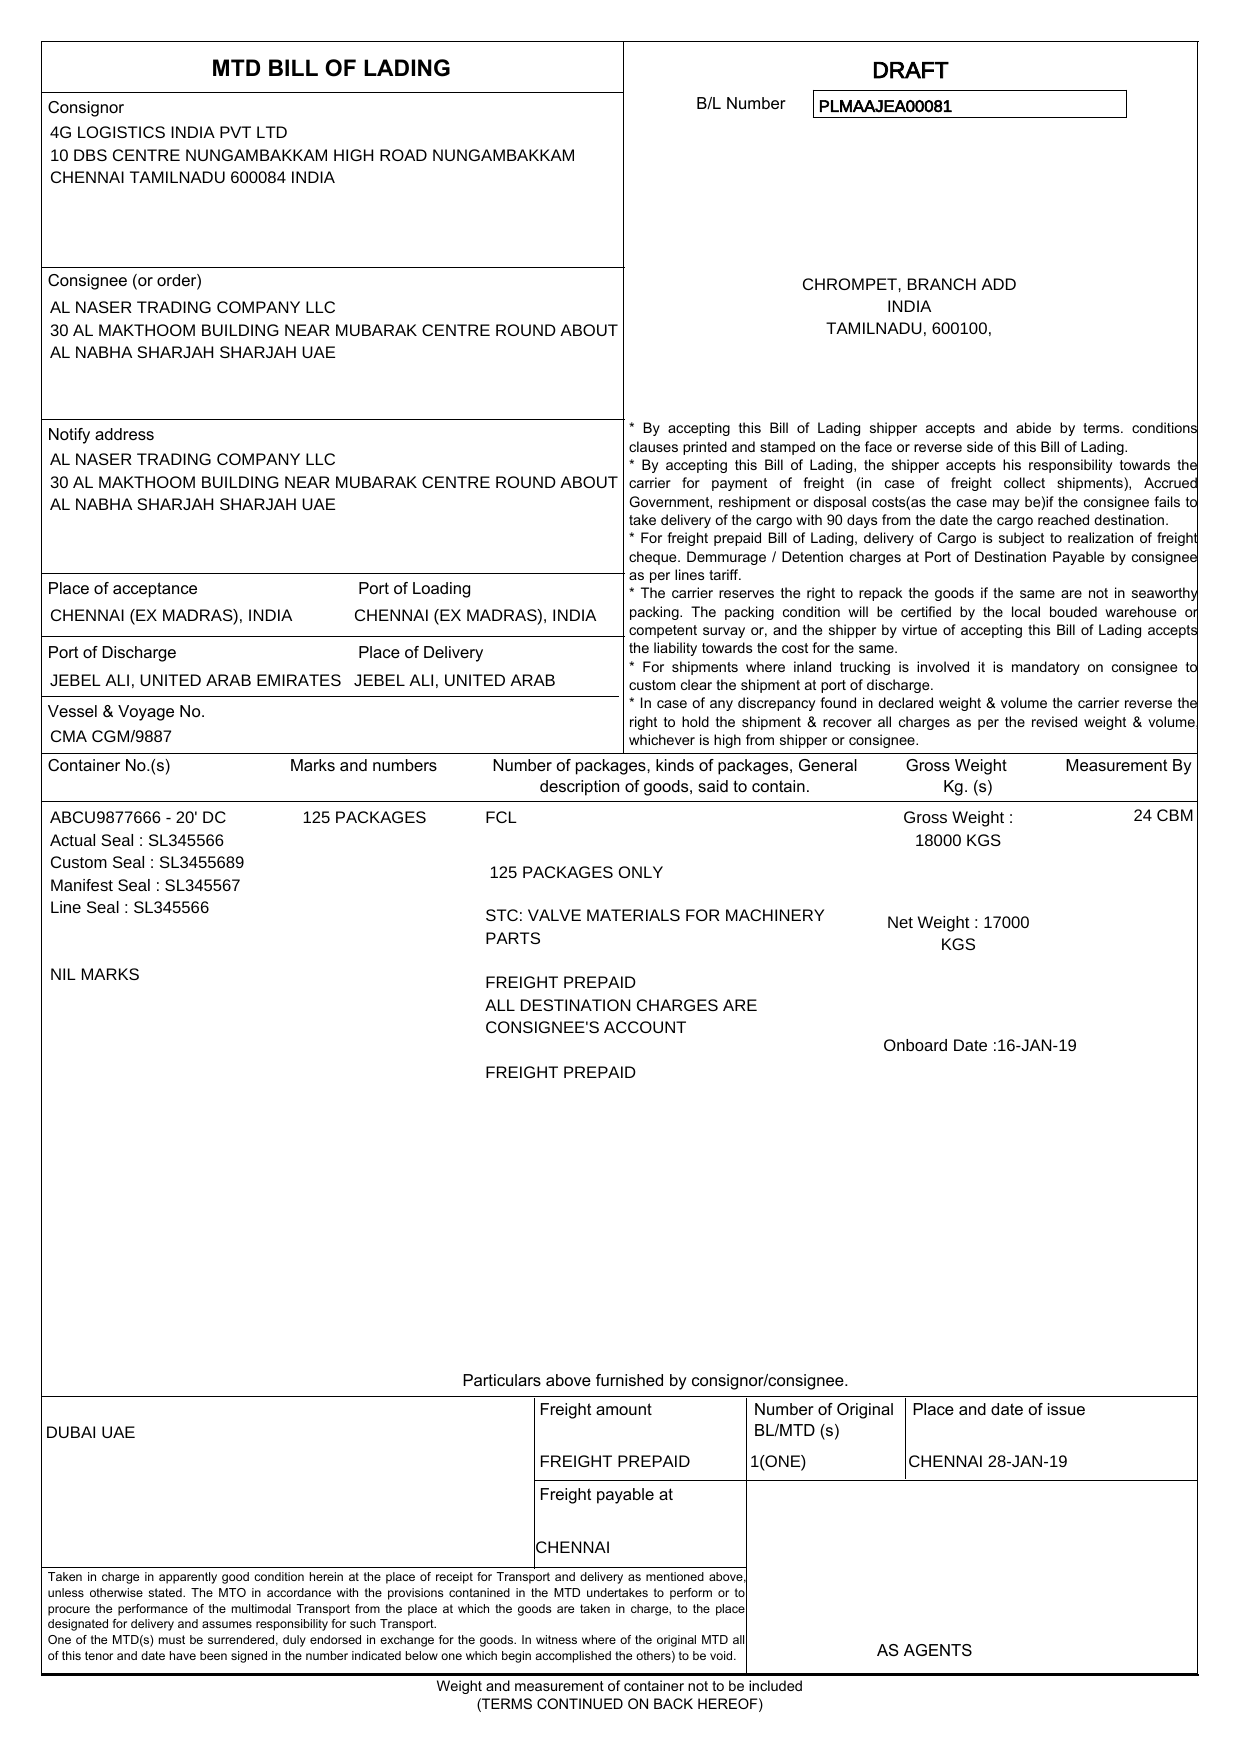 MTD BILL OF LADING
DRAFT
B/L Number
PLMAAJEA00081
Consignor
4G LOGISTICS INDIA PVT LTD
10 DBS CENTRE NUNGAMBAKKAM HIGH ROAD NUNGAMBAKKAM
CHENNAI TAMILNADU 600084 INDIA
Consignee (or order)
AL NASER TRADING COMPANY LLC
30 AL MAKTHOOM BUILDING NEAR MUBARAK CENTRE ROUND ABOUT
AL NABHA SHARJAH SHARJAH UAE
CHROMPET, BRANCH ADD
INDIA
TAMILNADU, 600100,
Notify address
AL NASER TRADING COMPANY LLC
30 AL MAKTHOOM BUILDING NEAR MUBARAK CENTRE ROUND ABOUT
AL NABHA SHARJAH SHARJAH UAE
Place of acceptance
Port of Loading
CHENNAI (EX MADRAS), INDIA
CHENNAI (EX MADRAS), INDIA
Port of Discharge
Place of Delivery
JEBEL ALI, UNITED ARAB EMIRATES
JEBEL ALI, UNITED ARAB
Vessel & Voyage No.
CMA CGM/9887
* By accepting this Bill of Lading shipper accepts and abide by terms. conditions
clauses printed and stamped on the face or reverse side of this Bill of Lading.
* By accepting this Bill of Lading, the shipper accepts his responsibility towards the
carrier for payment of freight (in case of freight collect shipments), Accrued
Government, reshipment or disposal costs(as the case may be)if the consignee fails to
take delivery of the cargo with 90 days from the date the cargo reached destination.
* For freight prepaid Bill of Lading, delivery of Cargo is subject to realization of freight
cheque. Demmurage / Detention charges at Port of Destination Payable by consignee
as per lines tariff.
* The carrier reserves the right to repack the goods if the same are not in seaworthy
packing. The packing condition will be certified by the local bouded warehouse or
competent survay or, and the shipper by virtue of accepting this Bill of Lading accepts
the liability towards the cost for the same.
* For shipments where inland trucking is involved it is mandatory on consignee to
custom clear the shipment at port of discharge.
* In case of any discrepancy found in declared weight & volume the carrier reverse the
right to hold the shipment & recover all charges as per the revised weight & volume,
whichever is high from shipper or consignee.
Container No.(s)
Marks and numbers
Number of packages, kinds of packages, General
description of goods, said to contain.
Gross Weight
Kg. (s)
Measurement By
ABCU9877666 - 20' DC
Actual Seal : SL345566
Custom Seal : SL3455689
Manifest Seal : SL345567
Line Seal : SL345566
NIL MARKS
125 PACKAGES
FCL
125 PACKAGES ONLY
STC: VALVE MATERIALS FOR MACHINERY
PARTS
FREIGHT PREPAID
ALL DESTINATION CHARGES ARE
CONSIGNEE'S ACCOUNT
FREIGHT PREPAID
Gross Weight :
18000 KGS
Net Weight : 17000
KGS
Onboard Date :16-JAN-19
24 CBM
Particulars above furnished by consignor/consignee.
DUBAI UAE
Freight amount
FREIGHT PREPAID
Number of Original
BL/MTD (s)
1(ONE)
Place and date of issue
CHENNAI 28-JAN-19
Freight payable at
CHENNAI
Taken in charge in apparently good condition herein at the place of receipt for Transport and delivery as mentioned above,
unless otherwise stated. The MTO in accordance with the provisions contanined in the MTD undertakes to perform or to
procure the performance of the multimodal Transport from the place at which the goods are taken in charge, to the place
designated for delivery and assumes responsibility for such Transport.
One of the MTD(s) must be surrendered, duly endorsed in exchange for the goods. In witness where of the original MTD all
of this tenor and date have been signed in the number indicated below one which begin accomplished the others) to be void.
AS AGENTS
Weight and measurement of container not to be included
(TERMS CONTINUED ON BACK HEREOF)